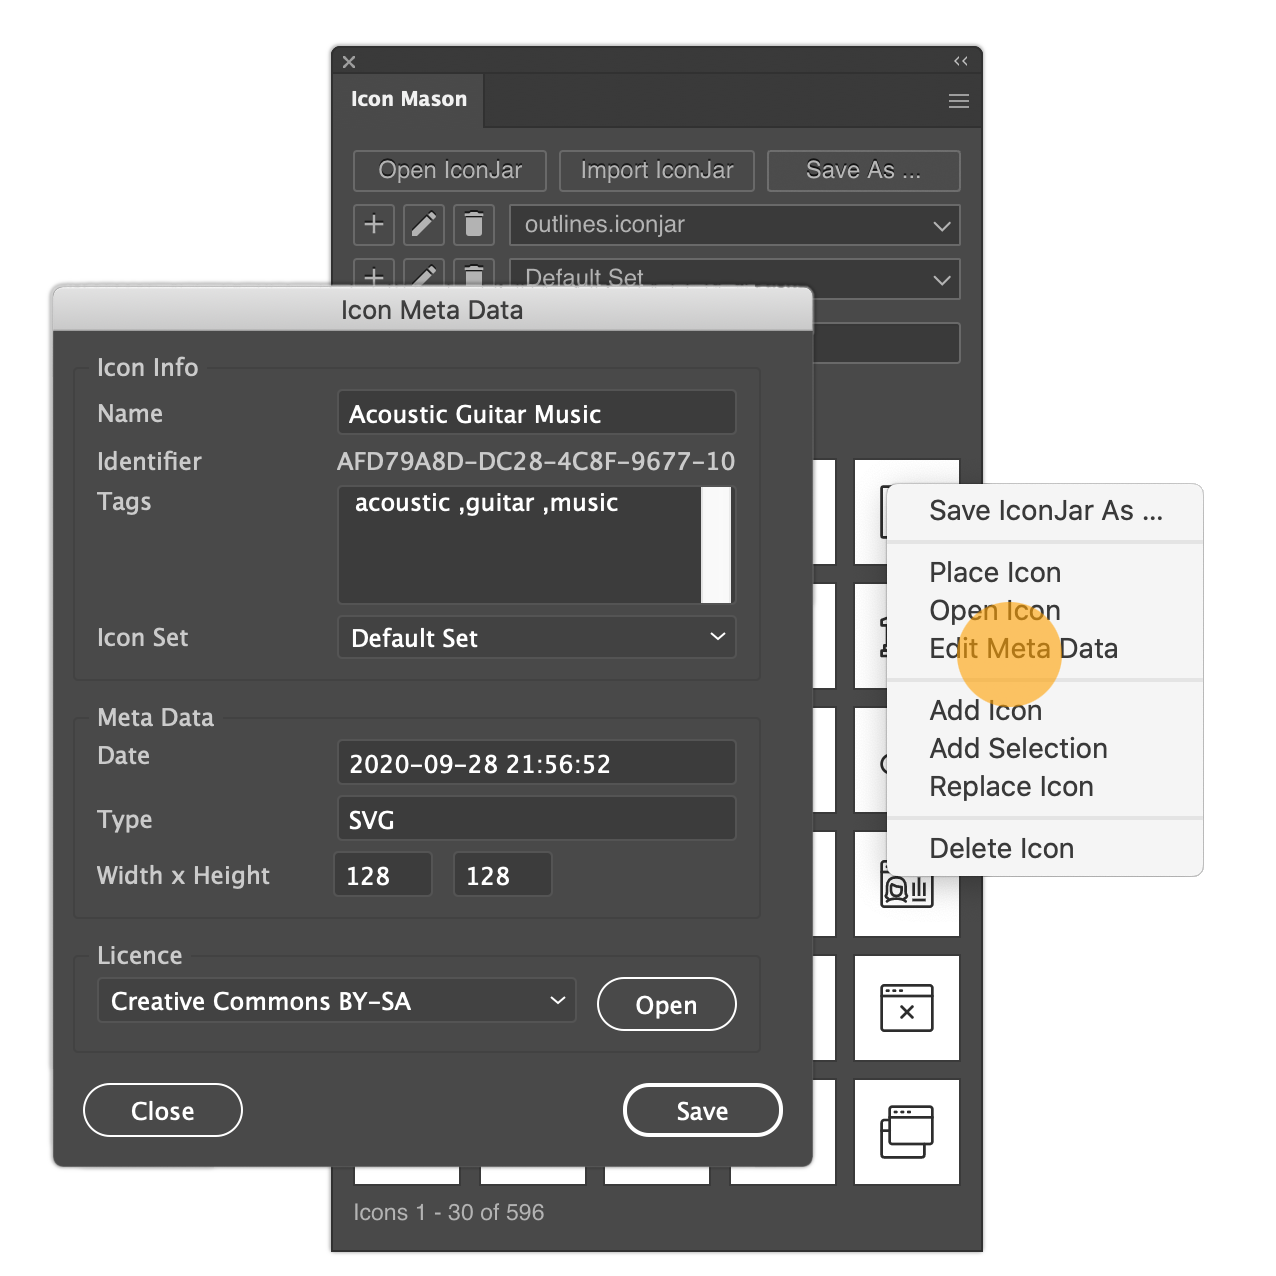 Icon Mason
Open IconJar
Import IconJar
Save As ...
outlines.iconjar
Default Set
Icon Meta Data
Icon Info
Name
Acoustic Guitar Music
Identifier
AFD79A8D-DC28-4C8F-9677-10
Tags
acoustic ,guitar ,music
Icon Set
Default Set
Meta Data
Date
2020-09-28 21:56:52
Type
SVG
Width x Height
128
128
Licence
Creative Commons BY-SA
Open
Close
Save
Save IconJar As ...
Place Icon
Open Icon
Edit Meta Data
Add Icon
Add Selection
Replace Icon
Delete Icon
Icons 1 - 30 of 596